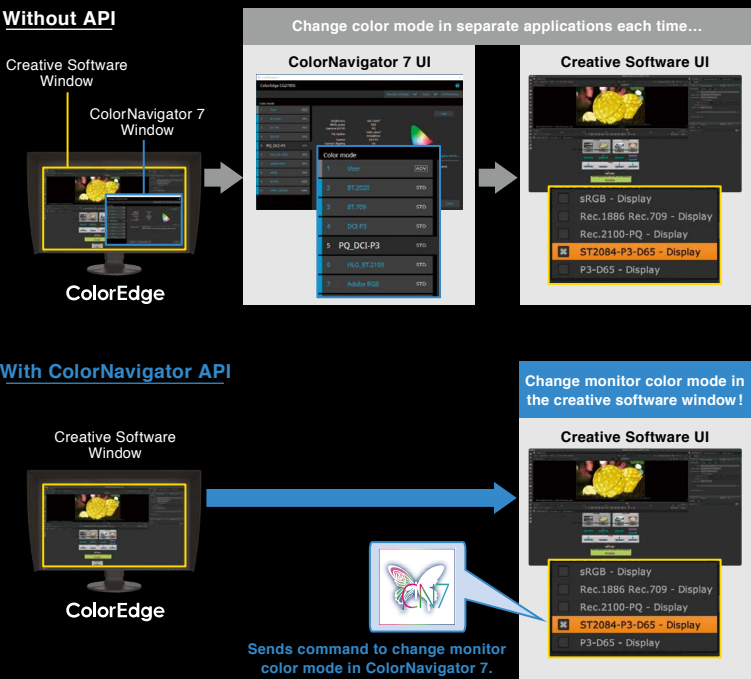 Without API
Change color mode in separate applications each time…
Creative Software
Window
ColorNavigator 7
Window
ColorEdge
ColorNavigator 7 UI
Color mode
1 User ADV
2 BT.2020 STD
3 BT.709 STD
4 DCI-P3 STD
5 PQ_DCI-P3 STD
6 HLG_BT.2100 STD
7 Adobe RGB STD
Creative Software UI
sRGB - Display
Rec.1886 Rec.709 - Display
Rec.2100-PQ - Display
ST2084-P3-D65 - Display
P3-D65 - Display
With ColorNavigator API
Change monitor color mode in
the creative software window!
Creative Software
Window
ColorEdge
CN7
Sends command to change monitor
color mode in ColorNavigator 7.
Creative Software UI
sRGB - Display
Rec.1886 Rec.709 - Display
Rec.2100-PQ - Display
ST2084-P3-D65 - Display
P3-D65 - Display